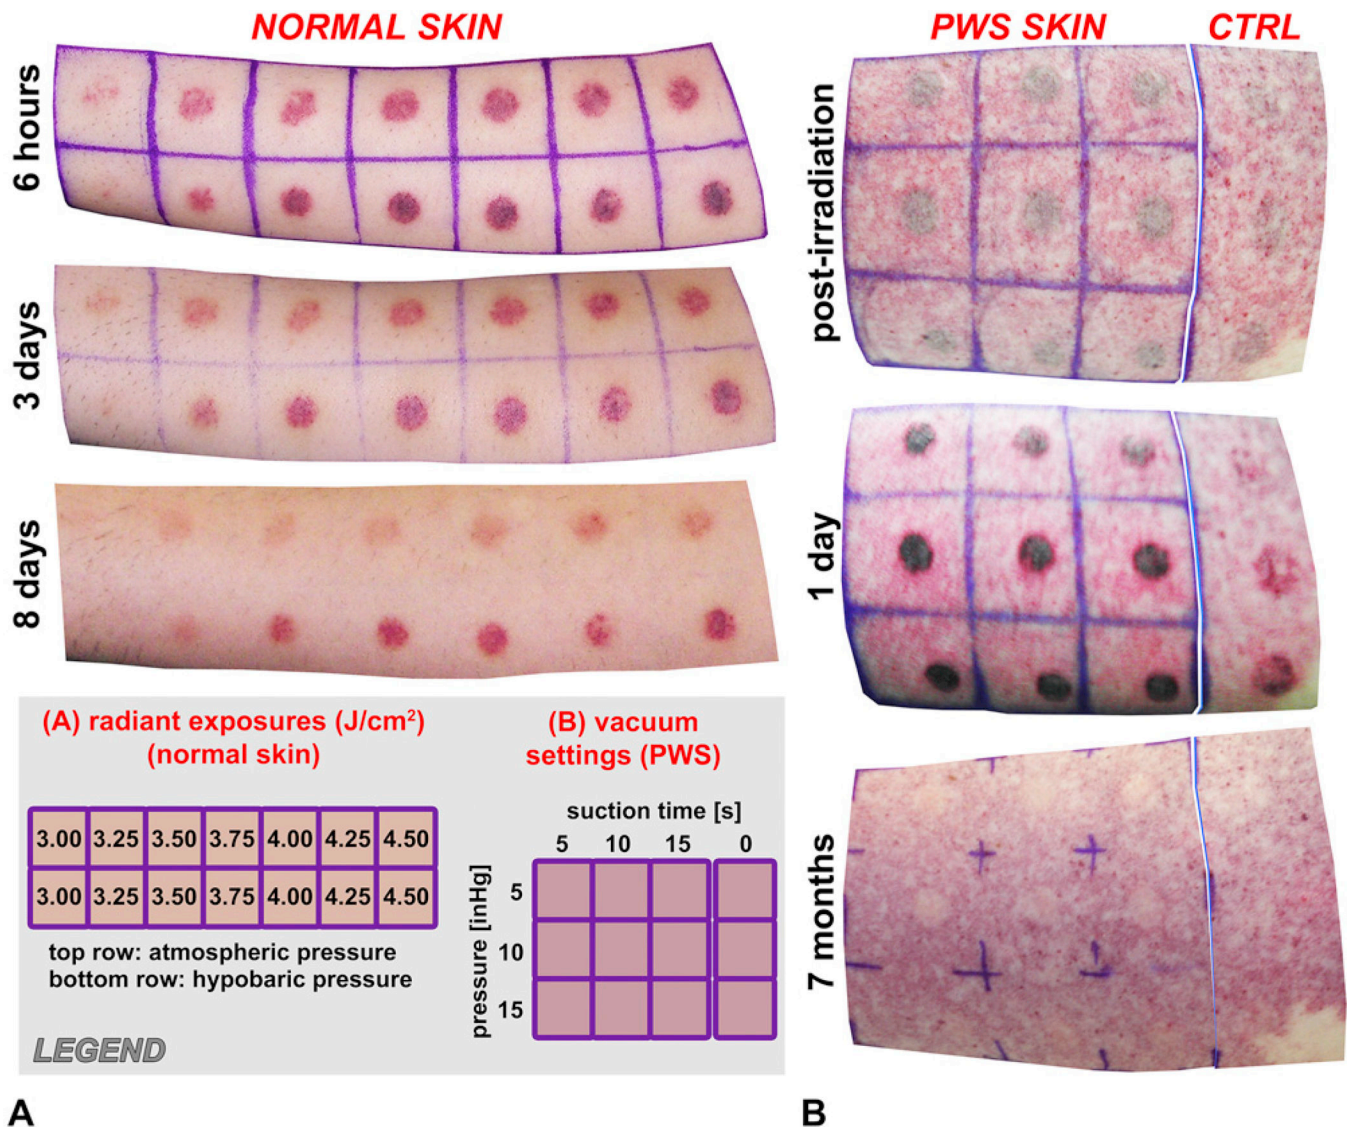 NORMAL SKIN
6 hours
3 days
8 days
(A) radiant exposures (J/cm²)
(normal skin)
3.00 3.25 3.50 3.75 4.00 4.25 4.50
3.00 3.25 3.50 3.75 4.00 4.25 4.50
top row: atmospheric pressure
bottom row: hypobaric pressure
LEGEND
(B) vacuum
settings (PWS)
suction time [s]
5 10 15 0
pressure [inHg]
5
10
15
A
PWS SKIN CTRL
post-irradiation
1 day
7 months
B